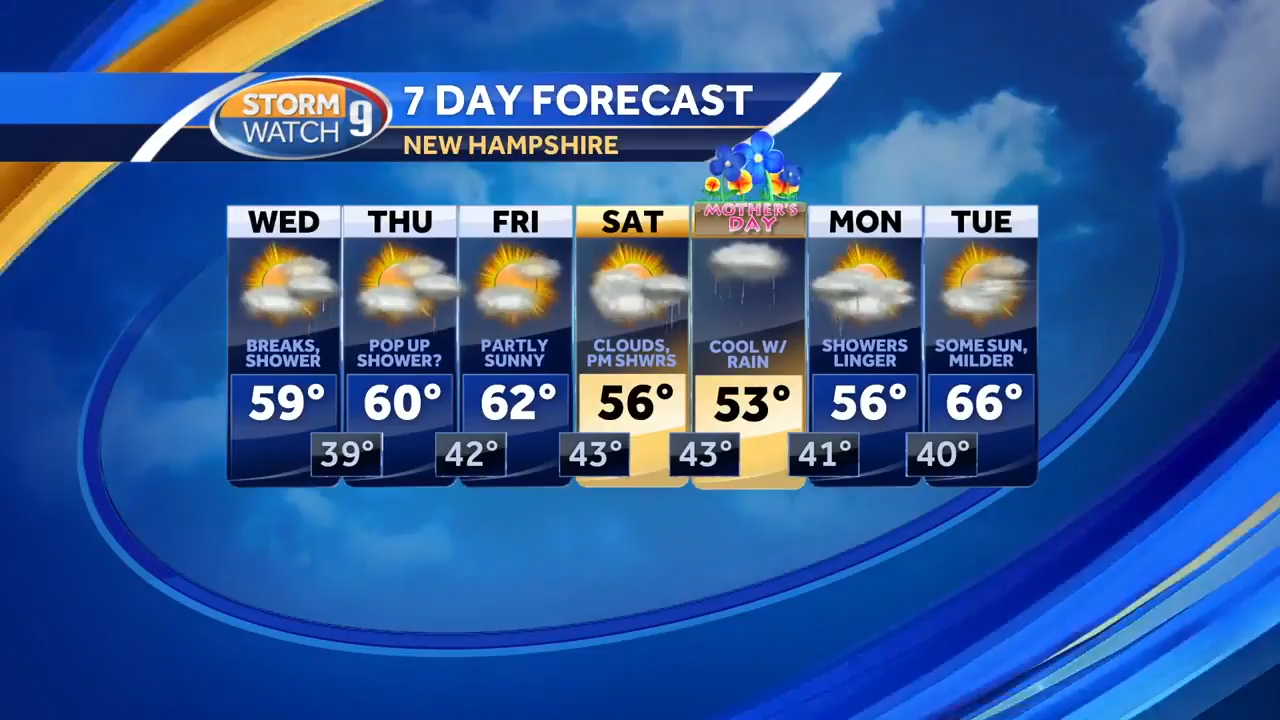 STORM
WATCH 9
7 DAY FORECAST
NEW HAMPSHIRE
WED
THU
FRI
SAT
MOTHER'S
DAY
MON
TUE
BREAKS,
SHOWER
POP UP
SHOWER?
PARTLY
SUNNY
CLOUDS,
PM SHWRS
COOL W/
RAIN
SHOWERS
LINGER
SOME SUN,
MILDER
59°
60°
62°
56°
53°
56°
66°
39°
42°
43°
43°
41°
40°